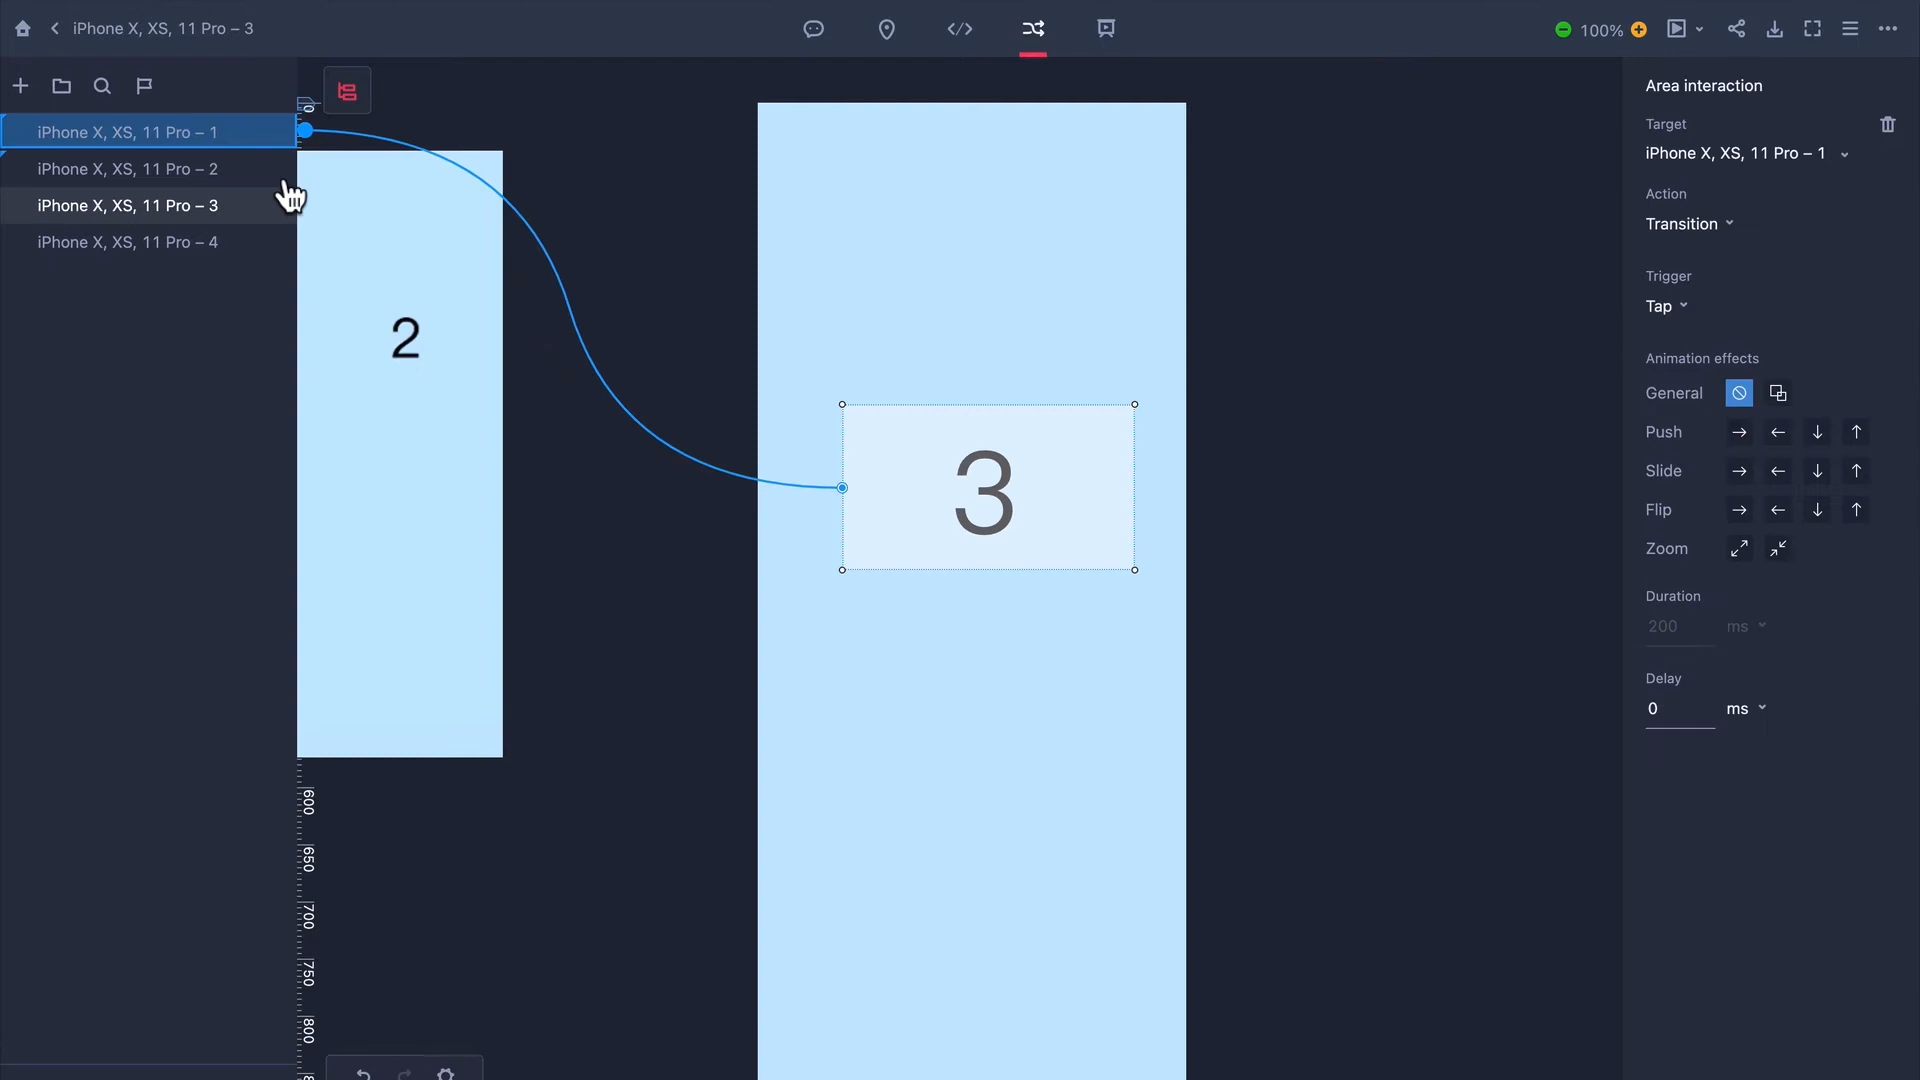 iPhone X, XS, 11 Pro – 3
100%
iPhone X, XS, 11 Pro – 1
iPhone X, XS, 11 Pro – 2
iPhone X, XS, 11 Pro – 3
iPhone X, XS, 11 Pro – 4
0
2
600
650
700
750
800
3
Area interaction
Target
iPhone X, XS, 11 Pro – 1
Action
Transition
Trigger
Tap
Animation effects
General
Push
Slide
Flip
Zoom
Duration
200 ms
Delay
0 ms